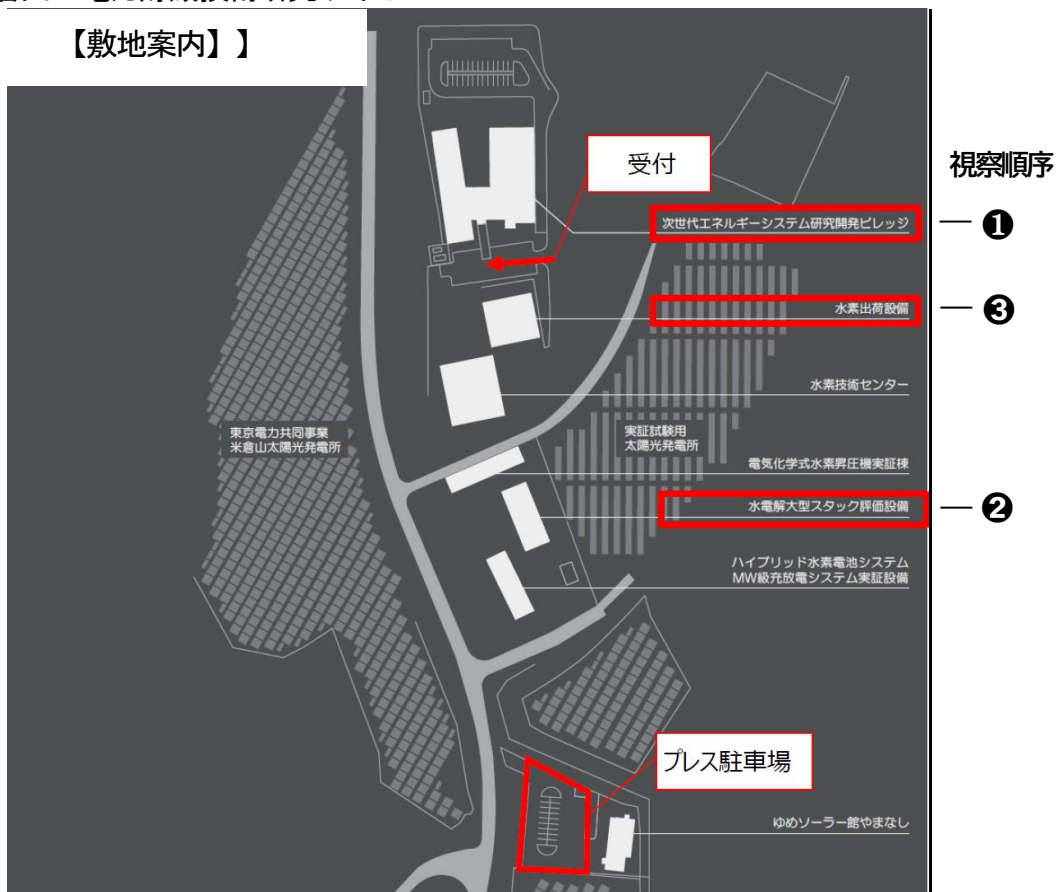 【敷地案内】】
受付
視察順序
次世代エネルギーシステム研究開発ビレッジ
― ❶
水素出荷設備
― ❸
水素技術センター
東京電力共同事業
米倉山太陽光発電所
実証試験用
太陽光発電所
電気化学式水素昇圧機実証棟
水電解大型スタック評価設備
― ❷
ハイブリッド水素電池システム
MW級充放電システム実証設備
プレス駐車場
ゆめソーラー館やまなし